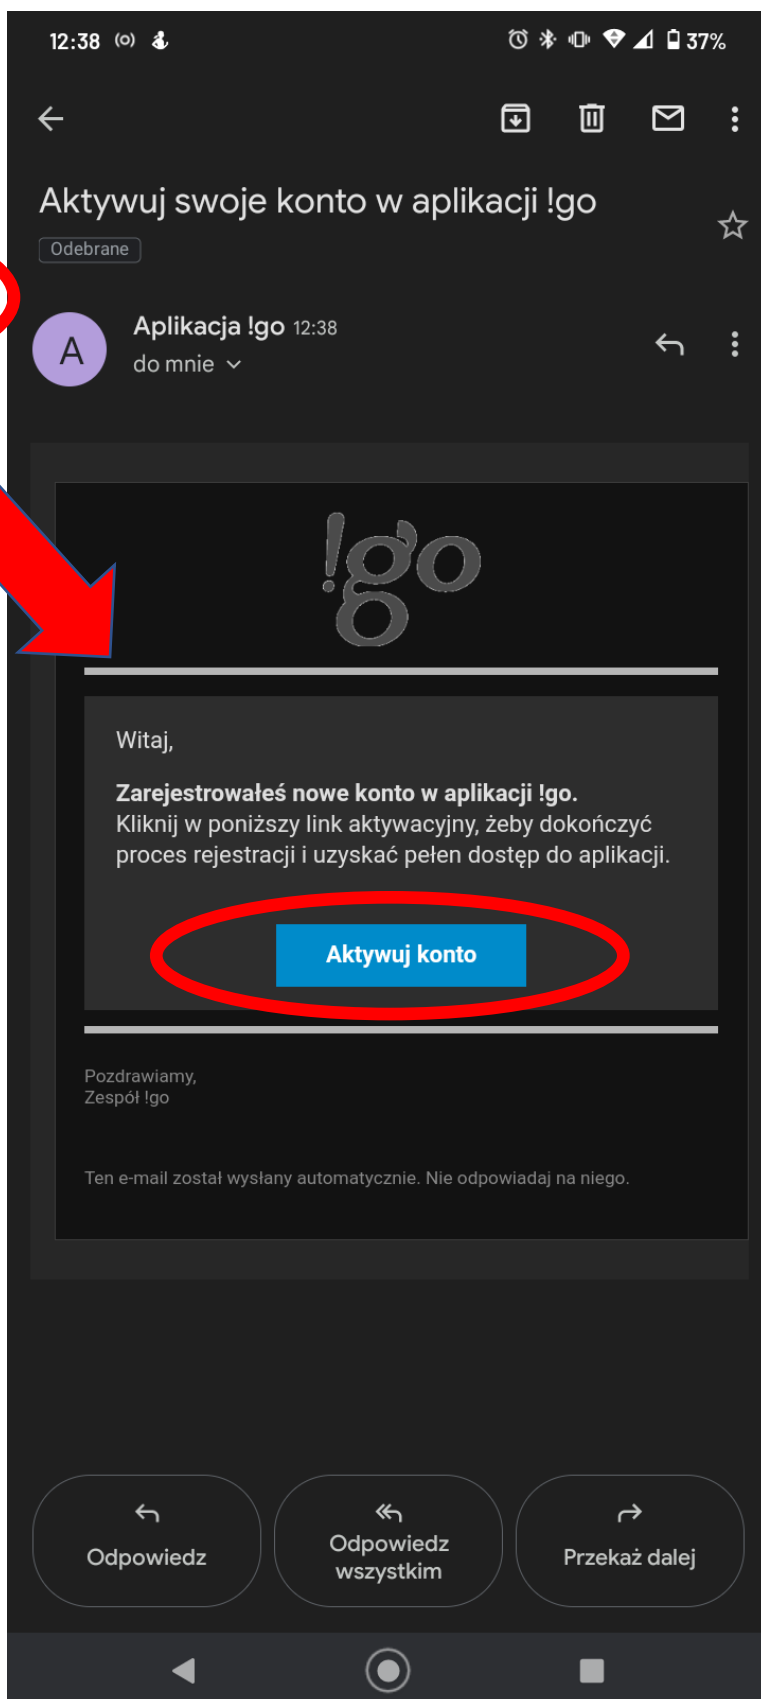 12:38
37%
Aktywuj swoje konto w aplikacji !go
Odebrane
A
Aplikacja !go 12:38
do mnie
!go
Witaj,
Zarejestrowałeś nowe konto w aplikacji !go.
Kliknij w poniższy link aktywacyjny, żeby dokończyć
proces rejestracji i uzyskać pełen dostęp do aplikacji.
Aktywuj konto
Pozdrawiamy,
Zespół !go
Ten e-mail został wysłany automatycznie. Nie odpowiadaj na niego.
Odpowiedz
Odpowiedz
wszystkim
Przekaż dalej